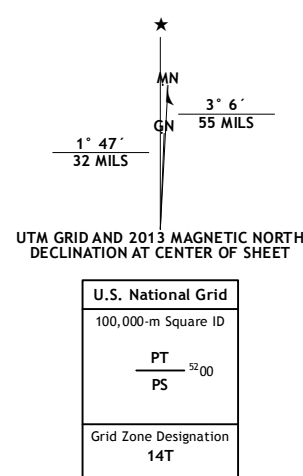 ★
MN
3° 6´
55 MILS
GN
1° 47´
32 MILS
UTM GRID AND 2013 MAGNETIC NORTH
DECLINATION AT CENTER OF SHEET
U.S. National Grid
100,000-m Square ID
PT
5200
PS
Grid Zone Designation
14T